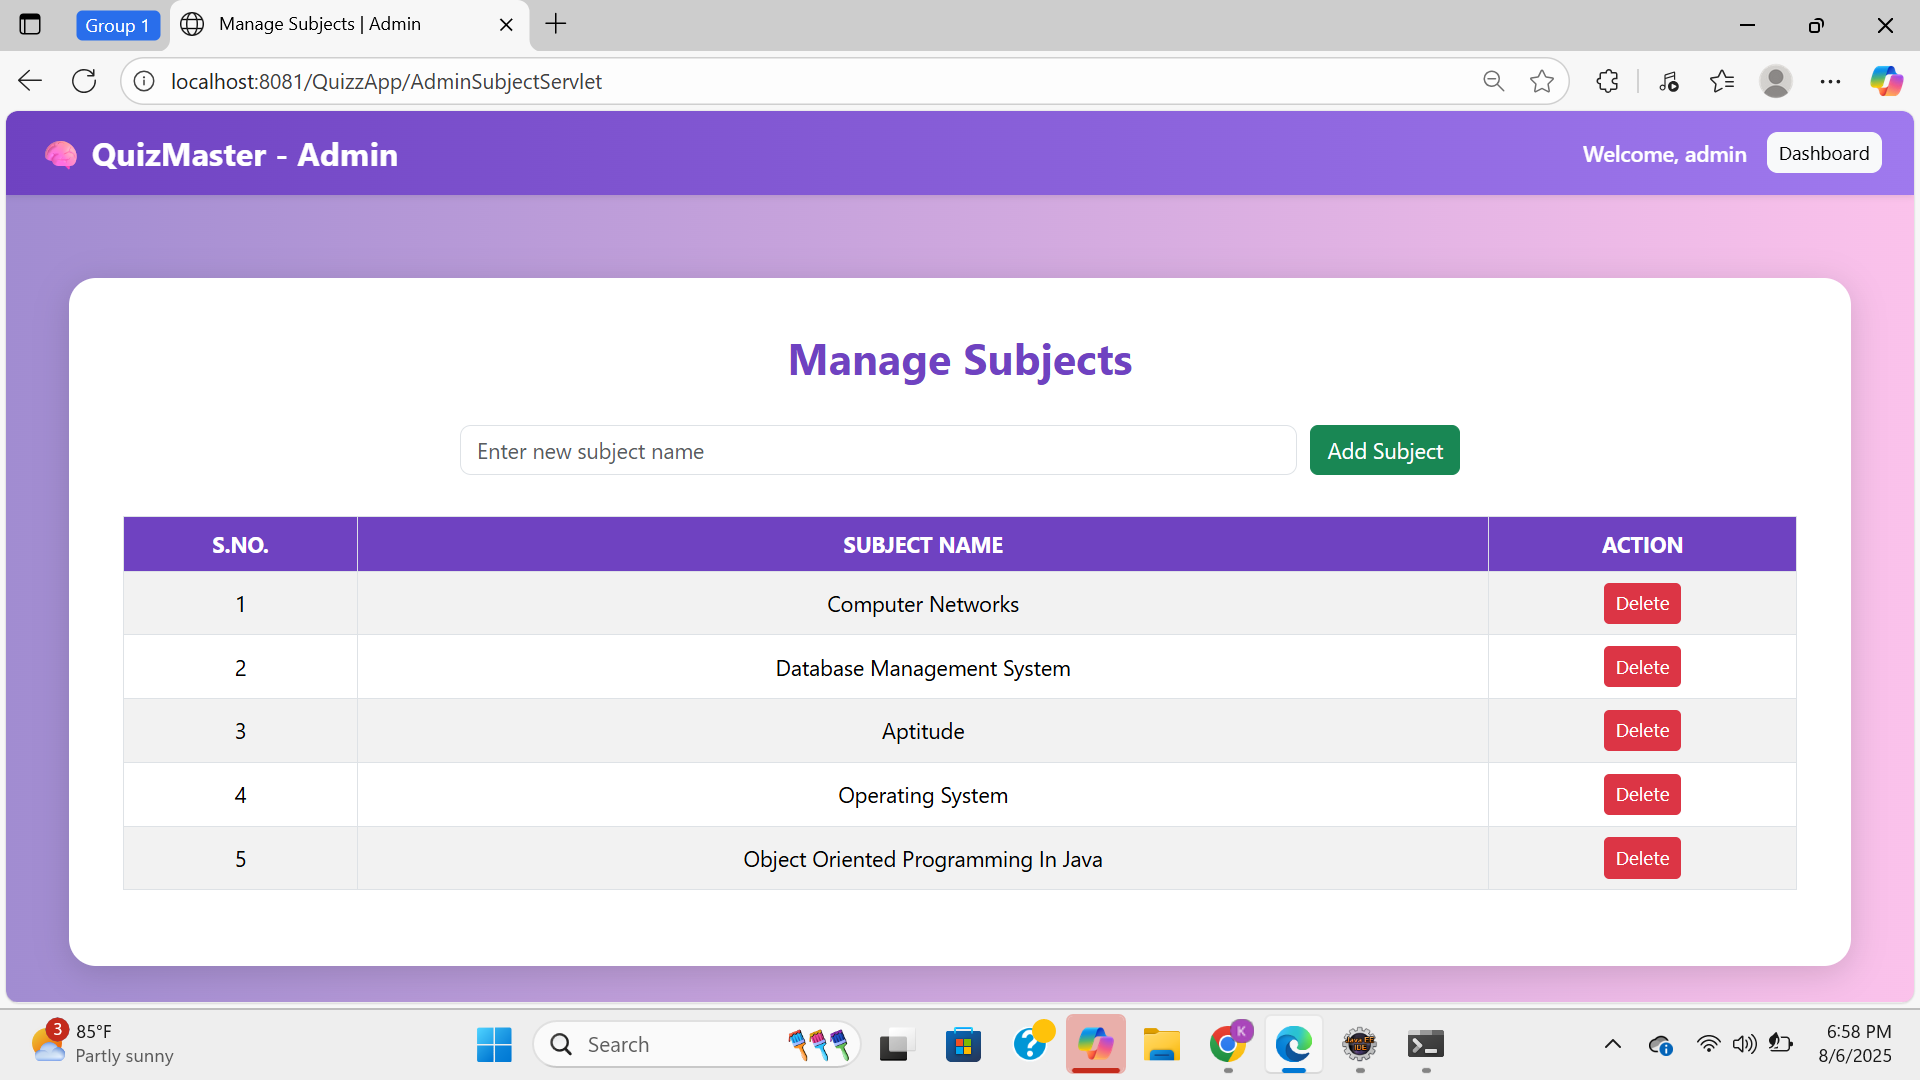 Group 1
Manage Subjects | Admin
localhost:8081/QuizzApp/AdminSubjectServlet
QuizMaster - Admin
Welcome, admin
Dashboard
Manage Subjects
Enter new subject name
Add Subject
S.NO. SUBJECT NAME ACTION
1 Computer Networks Delete
2 Database Management System Delete
3 Aptitude Delete
4 Operating System Delete
5 Object Oriented Programming In Java Delete
3
85°F
Partly sunny
Search
K
Java EE
IDE
6:58 PM
8/6/2025